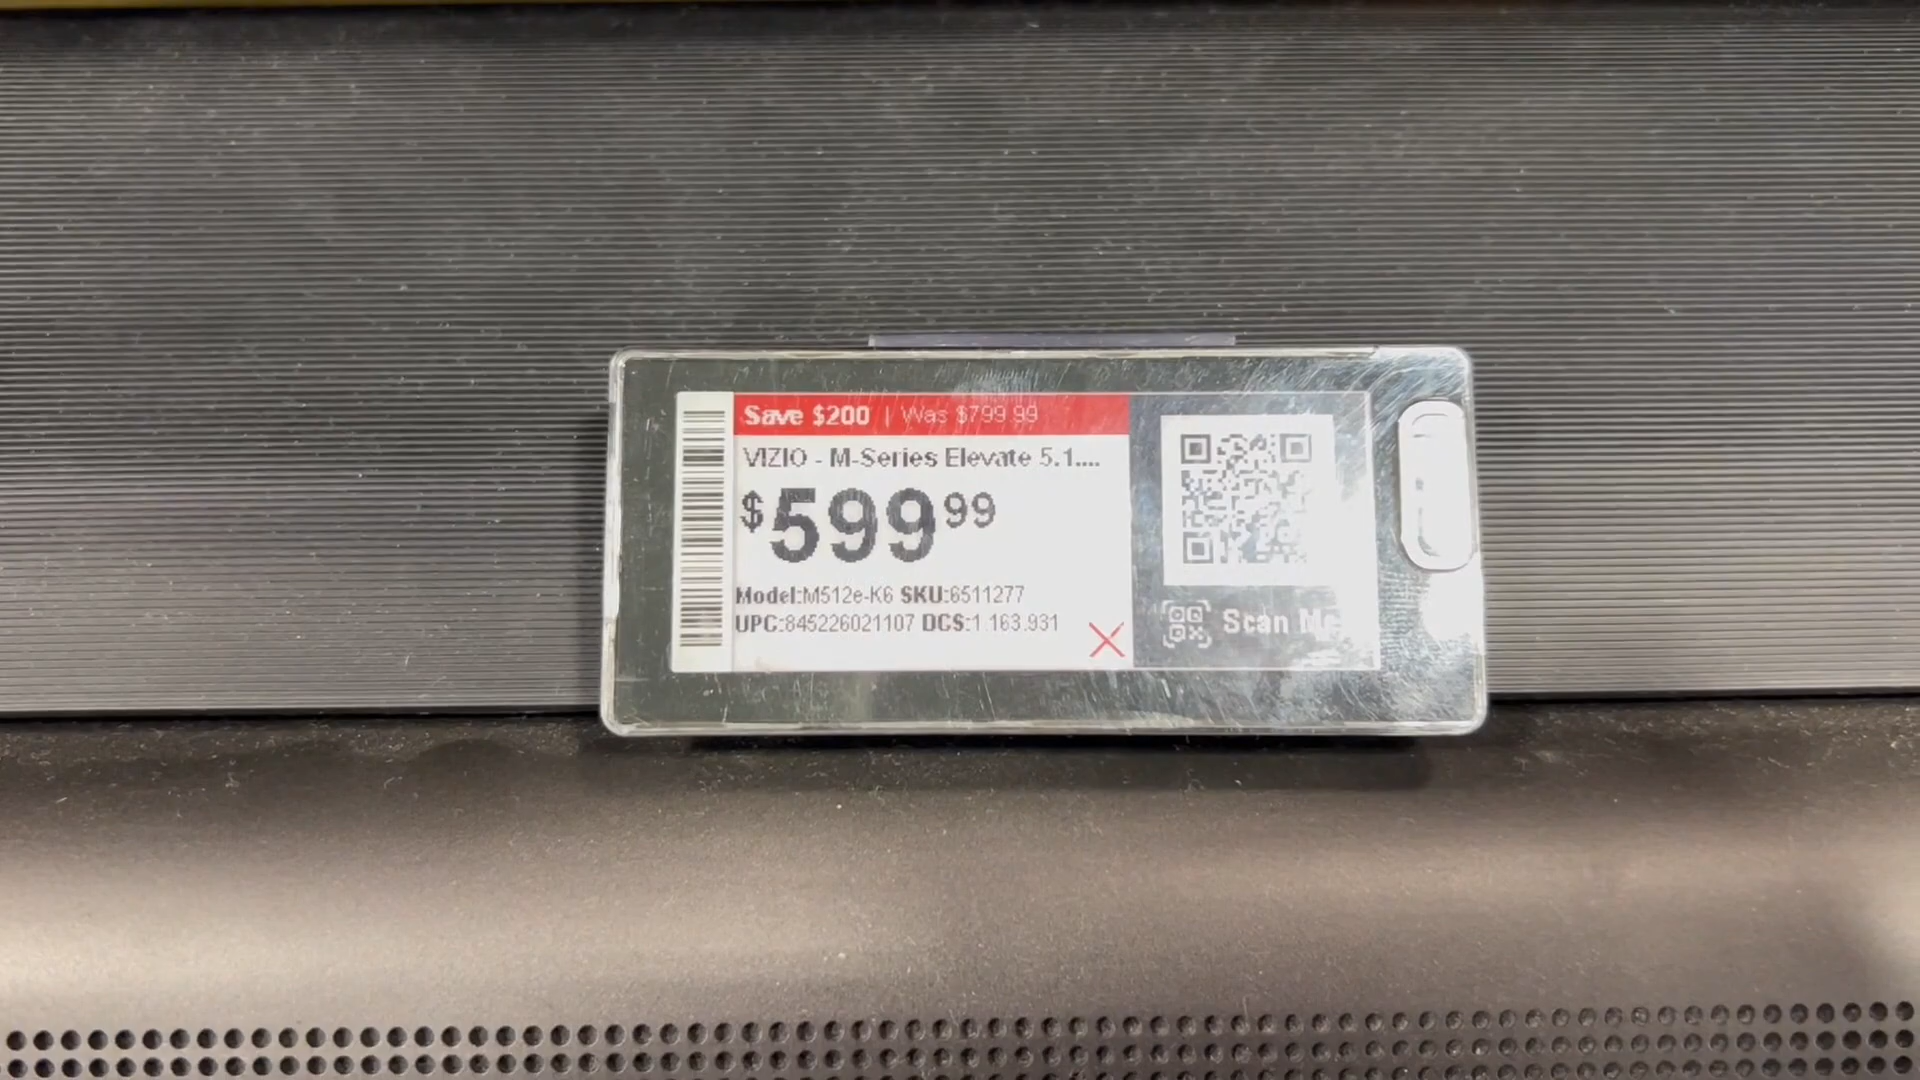 Save $200 | Was $799.99
VIZIO - M-Series Elevate 5.1....
$599 99
Model:M512e-K6 SKU:6511277
UPC:845226021107 DCS:1.163.931
Scan Me